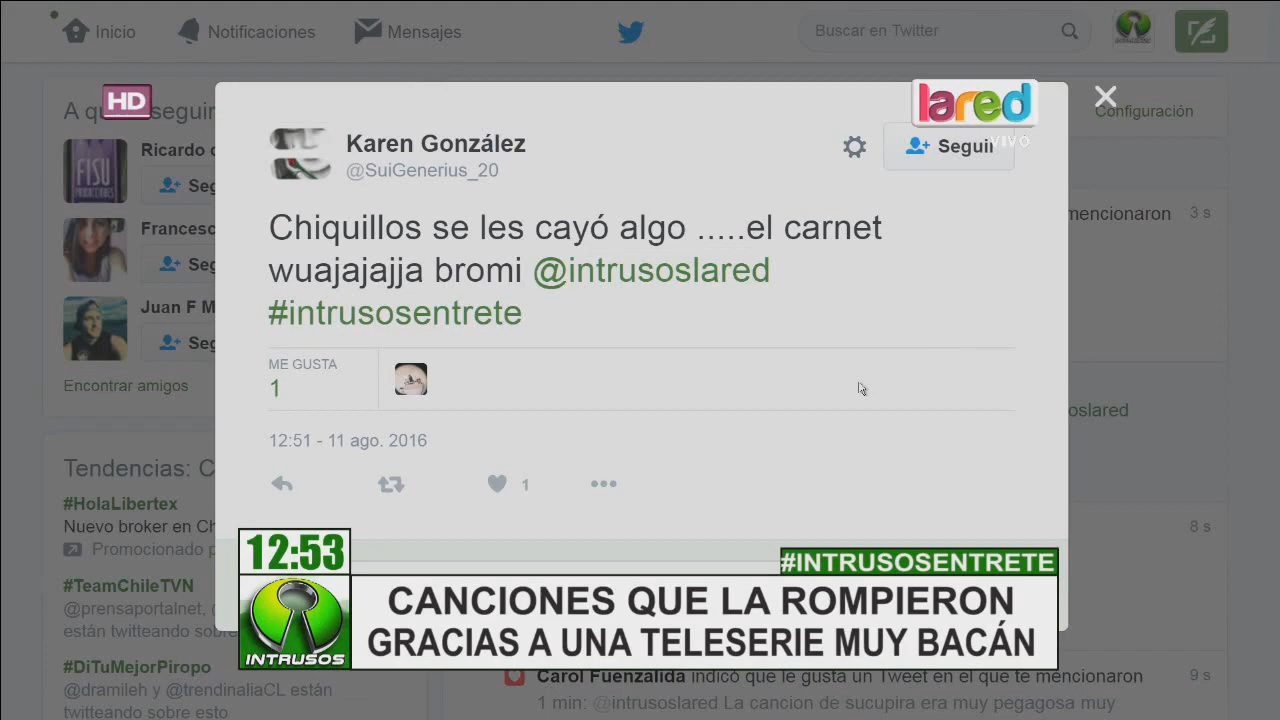 Inicio
Notificaciones
Mensajes
Buscar en Twitter
HD
A qu
seguir
lared
VIVO
Configuración
Ricardo
Seg
Francesc
Seg
Juan F M
Seg
Encontrar amigos
Karen González
@SuiGenerius_20
Seguir
Chiquillos se les cayó algo .....el carnet
wuajajajja bromi @intrusoslared
#intrusosentrete
ME GUSTA
1
12:51 - 11 ago. 2016
1
mencionaron 3 s
oslared
8 s
Tendencias: C
#HolaLibertex
Nuevo broker en Ch
Promocionado p
#TeamChileTVN
@prensaportalnet,
están twitteando sobre
#DiTuMejorPiropo
@dramileh y @trendinaliaCL están
twitteando sobre esto
12:53
INTRUSOS
#INTRUSOSENTRETE
CANCIONES QUE LA ROMPIERON
GRACIAS A UNA TELESERIE MUY BACÁN
Carol Fuenzalida indicó que le gusta un Tweet en el que te mencionaron 9 s
1 min: @intrusoslared La cancion de sucupira era muy pegagosa muy